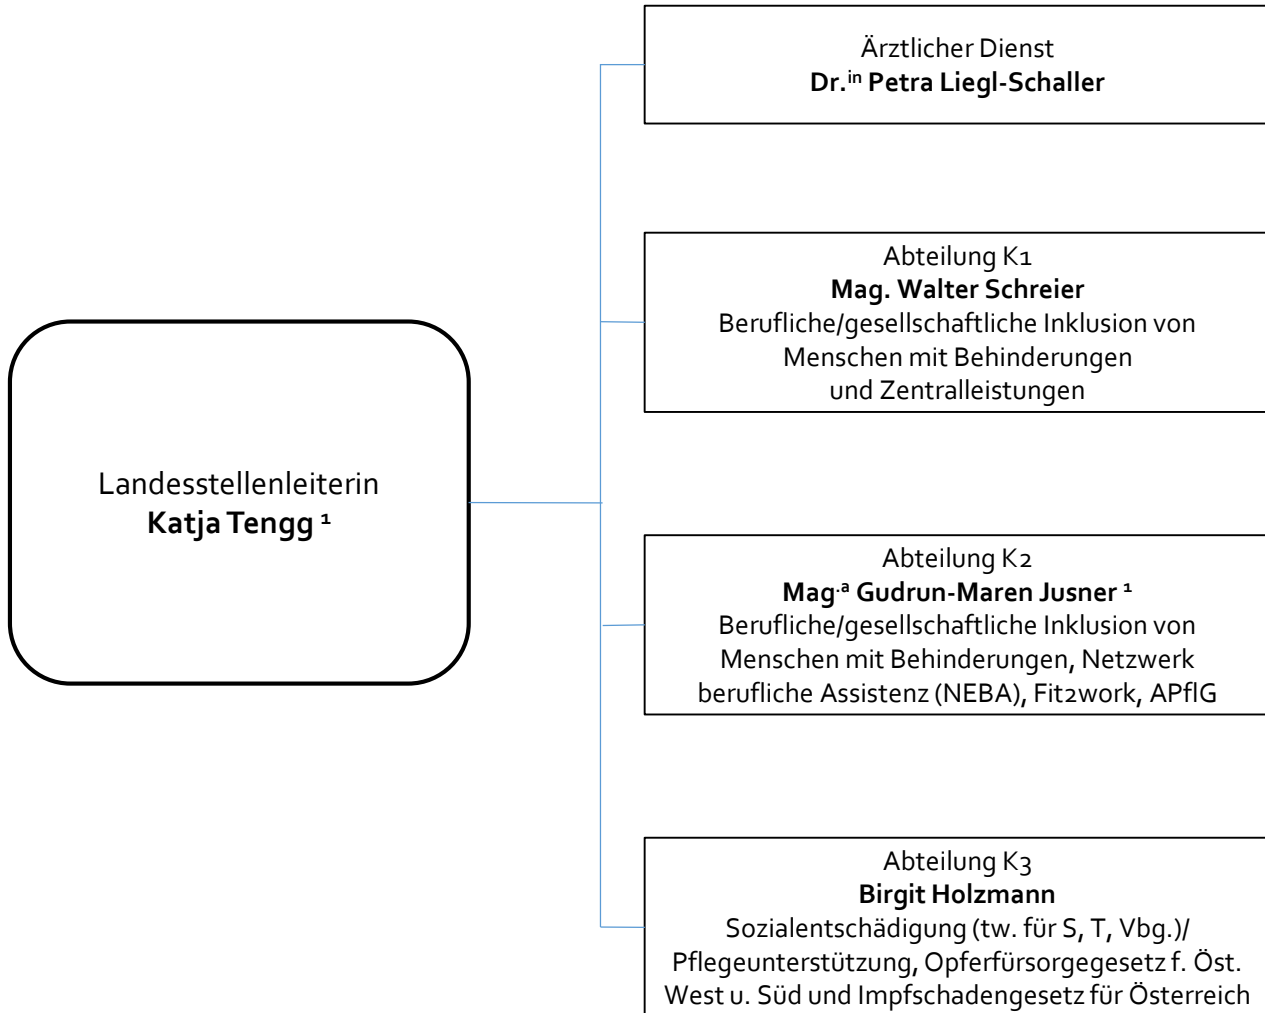 Ärztlicher Dienst
Dr.in Petra Liegl-Schaller
Abteilung K1
Mag. Walter Schreier
Berufliche/gesellschaftliche Inklusion von
Menschen mit Behinderungen
und Zentralleistungen
Landesstellenleiterin
Katja Tengg 1
Abteilung K2
Mag.a Gudrun-Maren Jusner 1
Berufliche/gesellschaftliche Inklusion von
Menschen mit Behinderungen, Netzwerk
berufliche Assistenz (NEBA), Fit2work, APflG
Abteilung K3
Birgit Holzmann
Sozialentschädigung (tw. für S, T, Vbg.)/
Pflegeunterstützung, Opferfürsorgegesetz f. Öst.
West u. Süd und Impfschadengesetz für Österreich